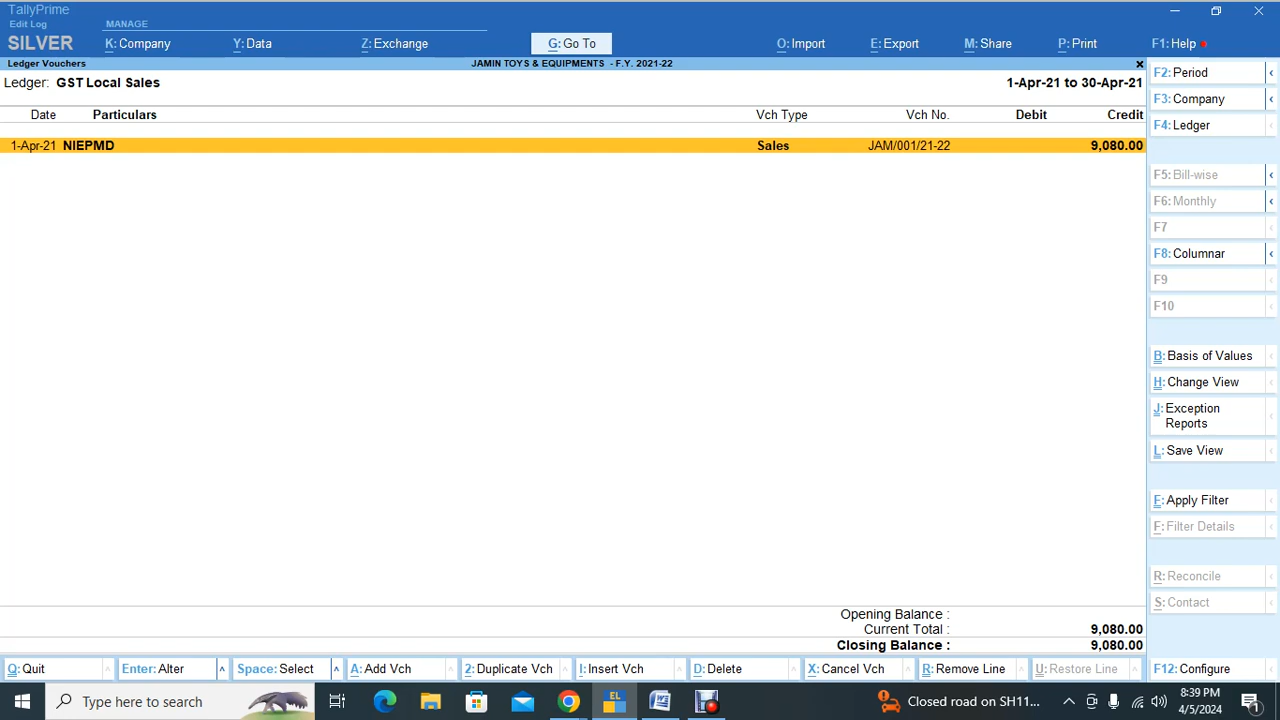 TallyPrime
Edit Log
SILVER
MANAGE
K: Company Y: Data Z: Exchange G: Go To O: Import E: Export M: Share P: Print F1: Help
Ledger Vouchers JAMIN TOYS & EQUIPMENTS - F.Y. 2021-22
Ledger: GST Local Sales 1-Apr-21 to 30-Apr-21
Date Particulars Vch Type Vch No. Debit Credit
1-Apr-21 NIEPMD Sales JAM/001/21-22 9,080.00
Opening Balance :
Current Total : 9,080.00
Closing Balance : 9,080.00
F2: Period
F3: Company
F4: Ledger
F5: Bill-wise
F6: Monthly
F7
F8: Columnar
F9
F10
B: Basis of Values
H: Change View
J: Exception
Reports
L: Save View
F: Apply Filter
F: Filter Details
R: Reconcile
S: Contact
Q: Quit Enter: Alter Space: Select A: Add Vch 2: Duplicate Vch I: Insert Vch D: Delete X: Cancel Vch R: Remove Line U: Restore Line F12: Configure
Type here to search EL W Closed road on SH11... 8:39 PM
4/5/2024 1